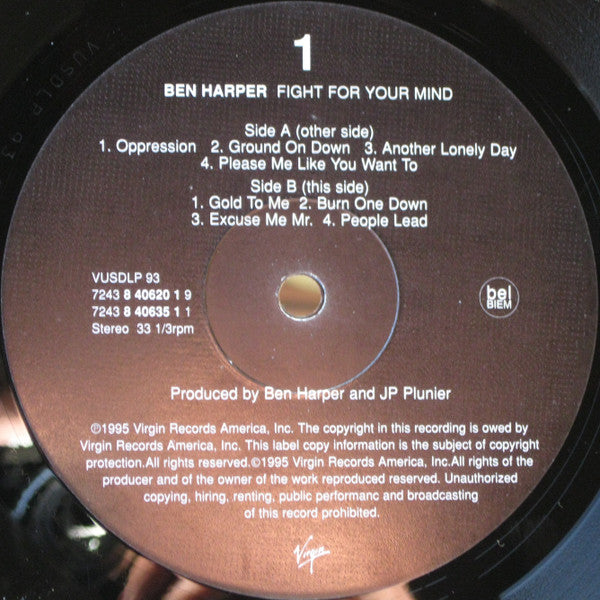 1
BEN HARPER FIGHT FOR YOUR MIND
Side A (other side)
1. Oppression 2. Ground On Down 3. Another Lonely Day
4. Please Me Like You Want To
Side B (this side)
1. Gold To Me 2. Burn One Down
3. Excuse Me Mr. 4. People Lead
VUSDLP 93
7243 8 40620 1 9
7243 8 40635 1 1
Stereo 33 1/3rpm
bel
BIEM
Produced by Ben Harper and JP Plunier
℗1995 Virgin Records America, Inc. The copyright in this recording is owed by
Virgin Records America, Inc. This label copy information is the subject of copyright
protection.All rights reserved.©1995 Virgin Records America, Inc.All rights of the
producer and of the owner of the work reproduced reserved. Unauthorized
copying, hiring, renting, public performanc and broadcasting
of this record prohibited.
Virgin
VUSDLP 93